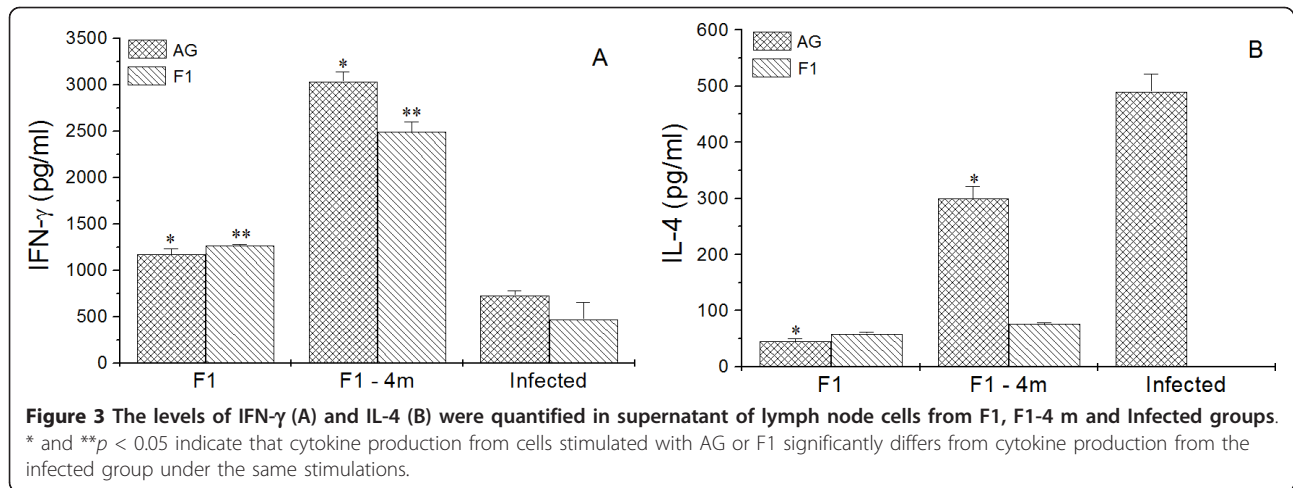 3500
3000
2500
2000
1500
1000
500
0
IFN-γ (pg/ml)
AG
F1
A
*
**
*
**
F1
F1 - 4m
Infected
600
500
400
300
200
100
0
IL-4 (pg/ml)
AG
F1
B
*
*
F1
F1 - 4m
Infected
Figure 3 The levels of IFN-γ (A) and IL-4 (B) were quantified in supernatant of lymph node cells from F1, F1-4 m and Infected groups.
* and **p < 0.05 indicate that cytokine production from cells stimulated with AG or F1 significantly differs from cytokine production from the
infected group under the same stimulations.